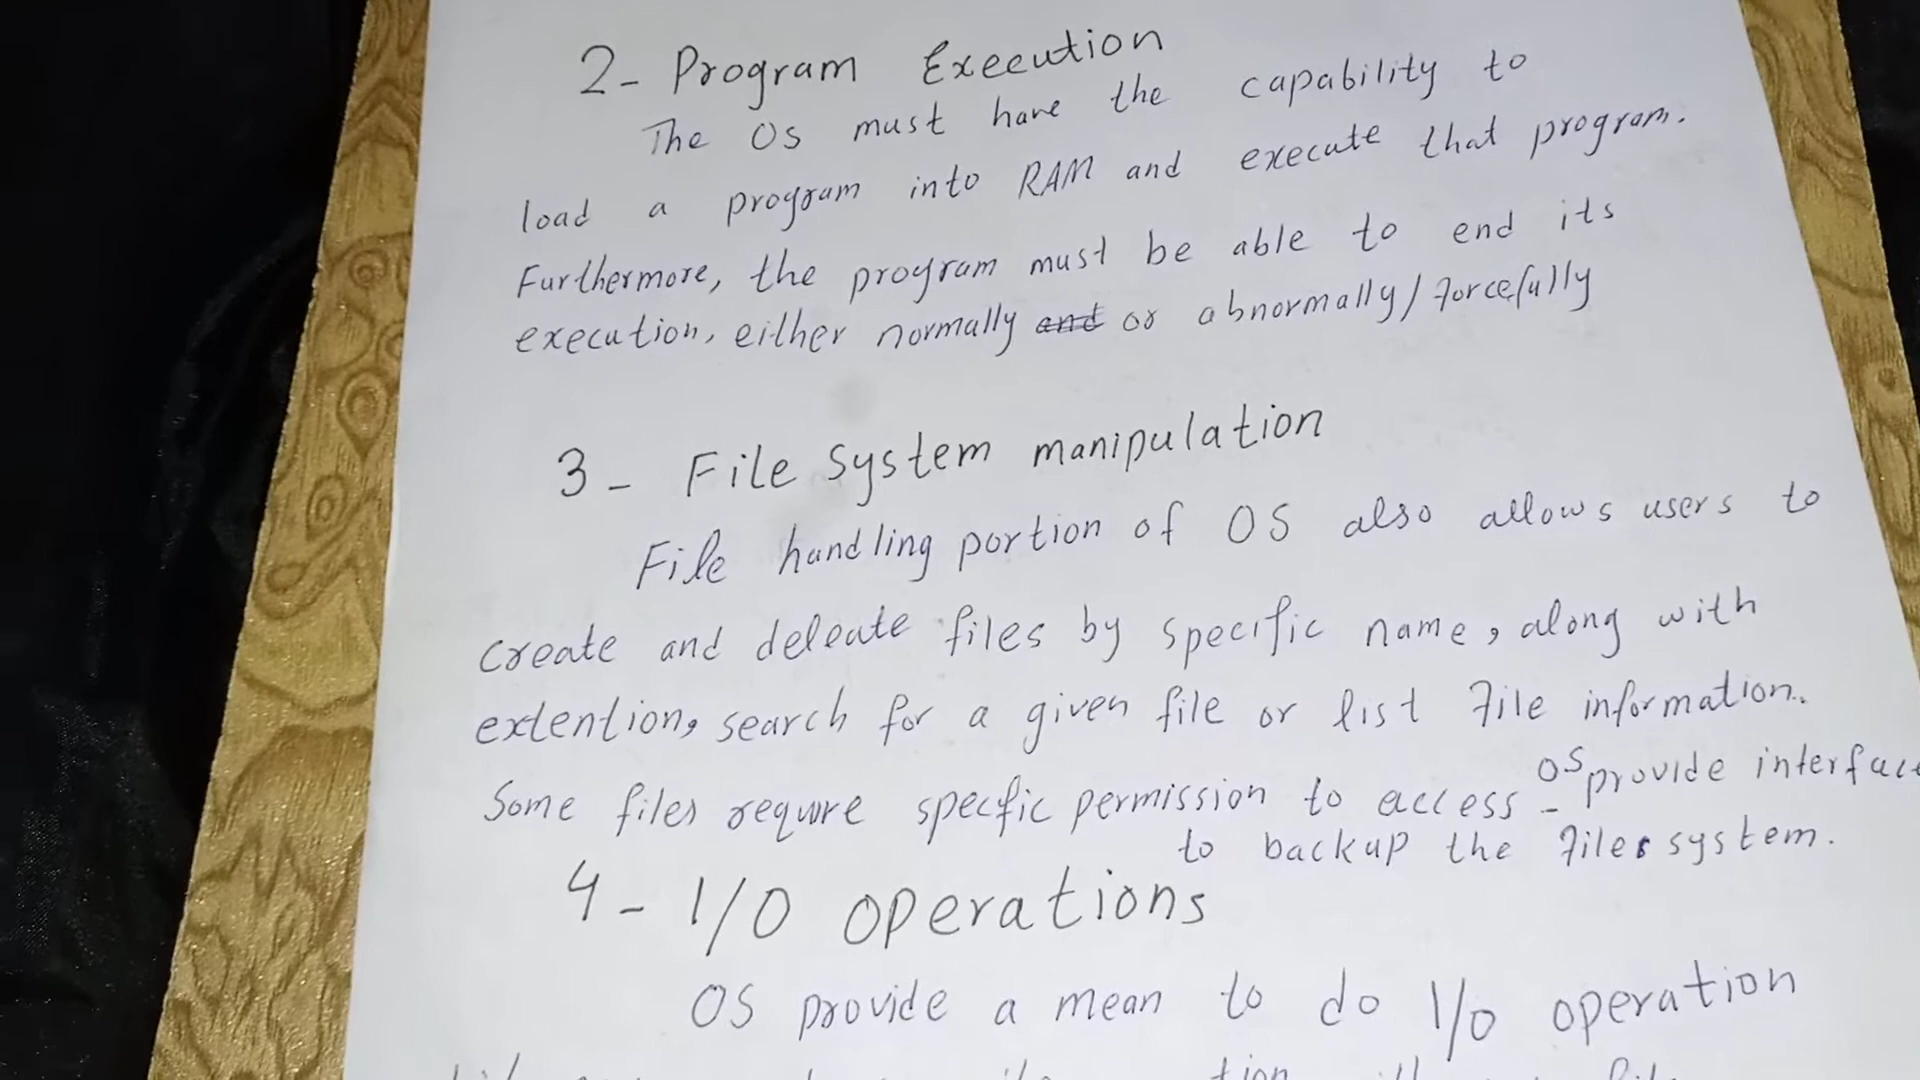 2- Program Execution
The OS must have the capability to
load a program into RAM and execute that program.
Furthermore, the program must be able to end its
execution, either normally and or abnormally/forcefully
3- File System manipulation
File handling portion of OS also allows users to
create and deleate files by specific name, along with
extention, search for a given file or list file information.
Some files require specfic permission to access - OS provide interface
to backup the files system.
4- I/O operations
OS provide a mean to do I/O operation